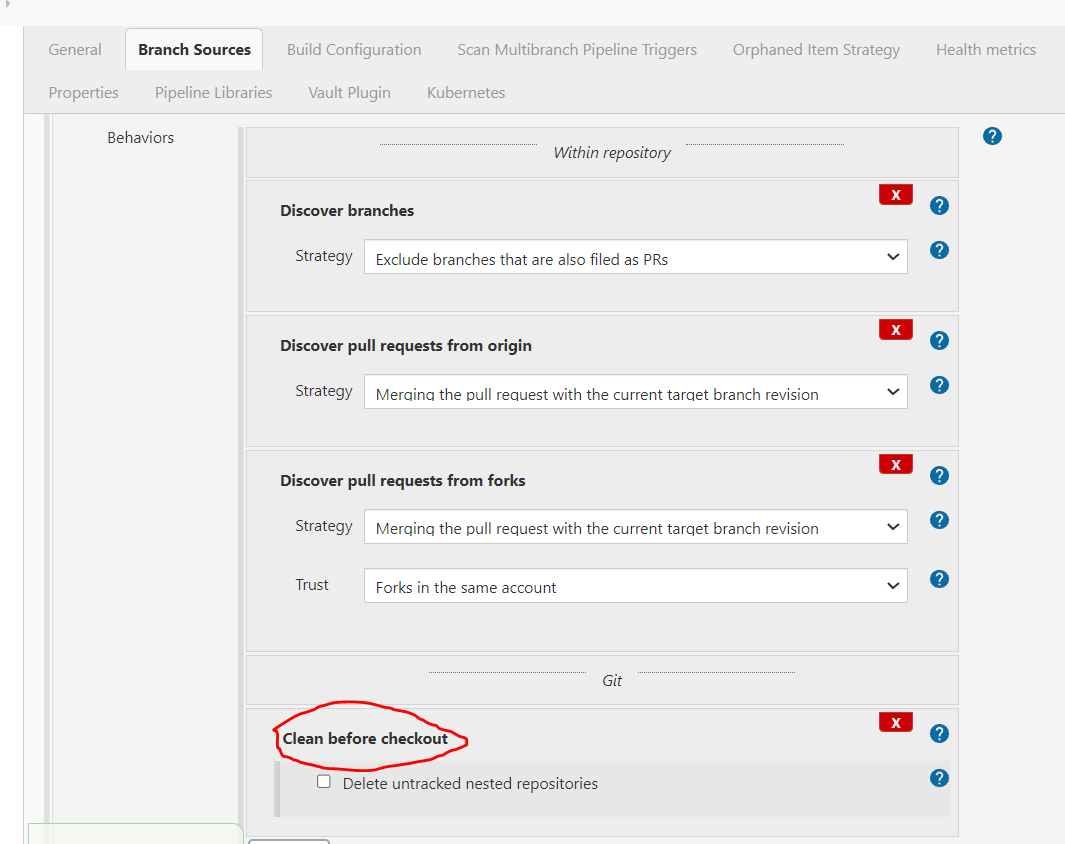 General Branch Sources Build Configuration Scan Multibranch Pipeline Triggers Orphaned Item Strategy Health metrics
Properties Pipeline Libraries Vault Plugin Kubernetes
Behaviors
Within repository
?
X
Discover branches
?
Strategy Exclude branches that are also filed as PRs
?
X
Discover pull requests from origin
?
Strategy Merging the pull request with the current target branch revision
?
X
Discover pull requests from forks
?
Strategy Merging the pull request with the current target branch revision
?
Trust Forks in the same account
?
Git
X
Clean before checkout
?
Delete untracked nested repositories
?